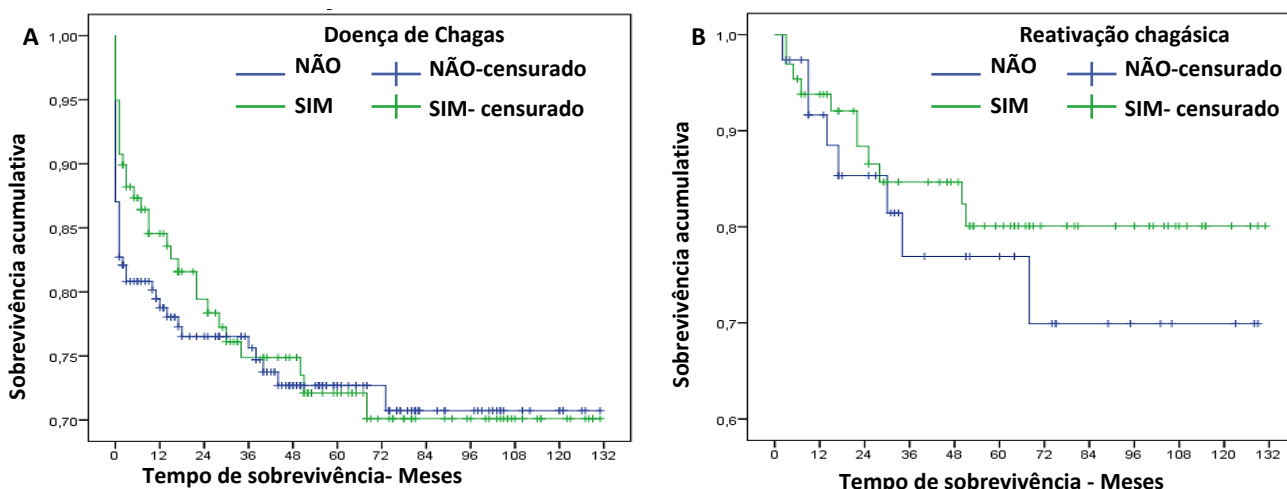 A
Doença de Chagas
NÃO
NÃO-censurado
SIM
SIM- censurado
Sobrevivência acumulativa
1,00
0,95
0,90
0,85
0,80
0,75
0,70
0 12 24 36 48 60 72 84 96 108 120 132
Tempo de sobrevivência- Meses
B
Reativação chagásica
NÃO
NÃO-censurado
SIM
SIM- censurado
Sobrevivência acumulativa
1,0
0,9
0,8
0,7
0,6
0 12 24 36 48 60 72 84 96 108 120 132
Tempo de sobrevivência - Meses